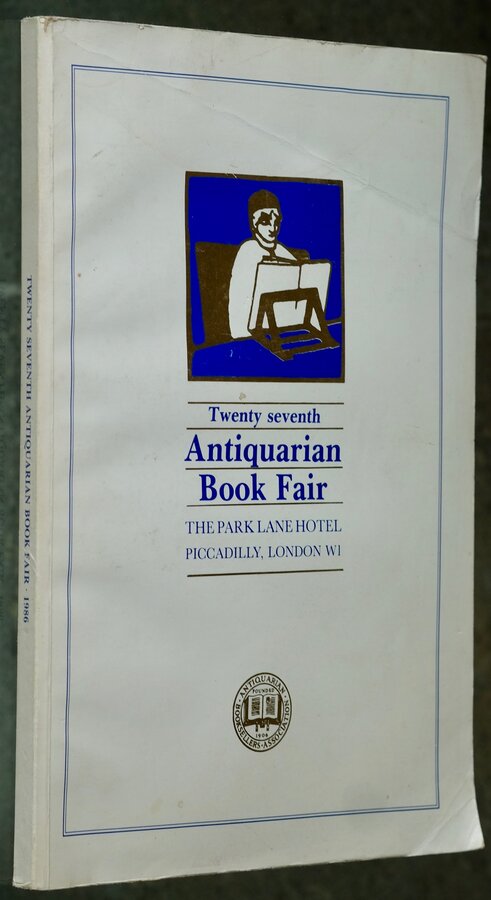 TWENTY SEVENTH ANTIQUARIAN BOOK FAIR · 1986
Twenty seventh
Antiquarian
Book Fair
THE PARK LANE HOTEL
PICCADILLY, LONDON W1
ANTIQUARIAN · BOOKSELLERS · ASSOCIATION ·
FOUNDED
1906